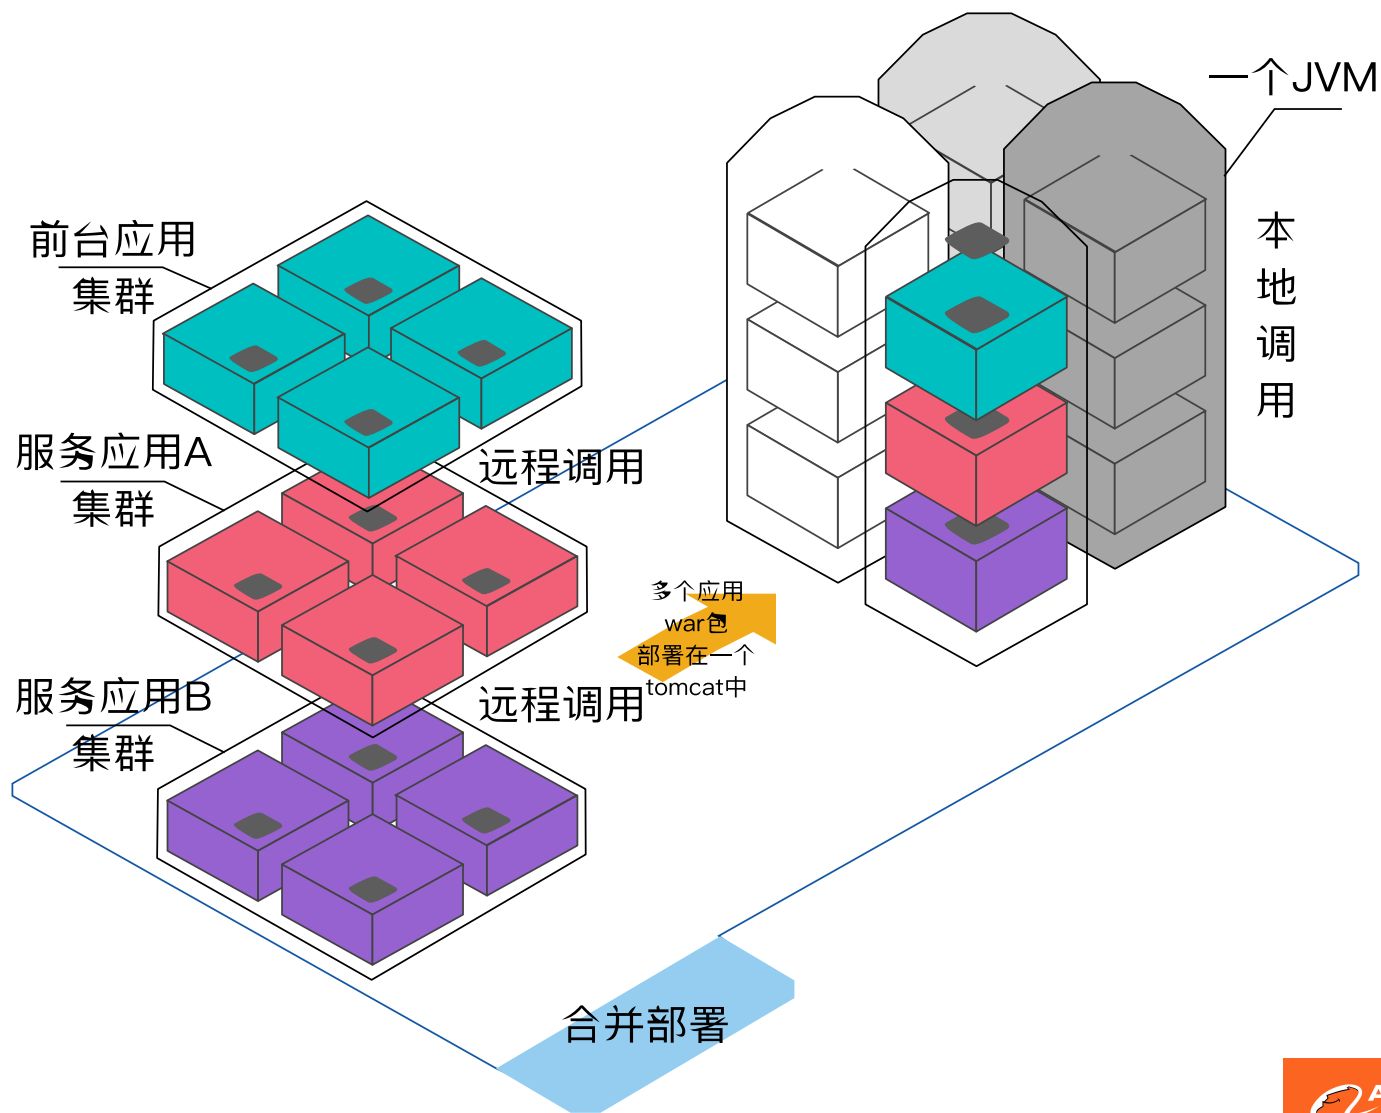 一个JVM
前台应用
集群
本
地
调
用
服务应用A
集群
远程调用
多个应用
war包
部署在一个
tomcat中
服务应用B
集群
远程调用
合并部署
A